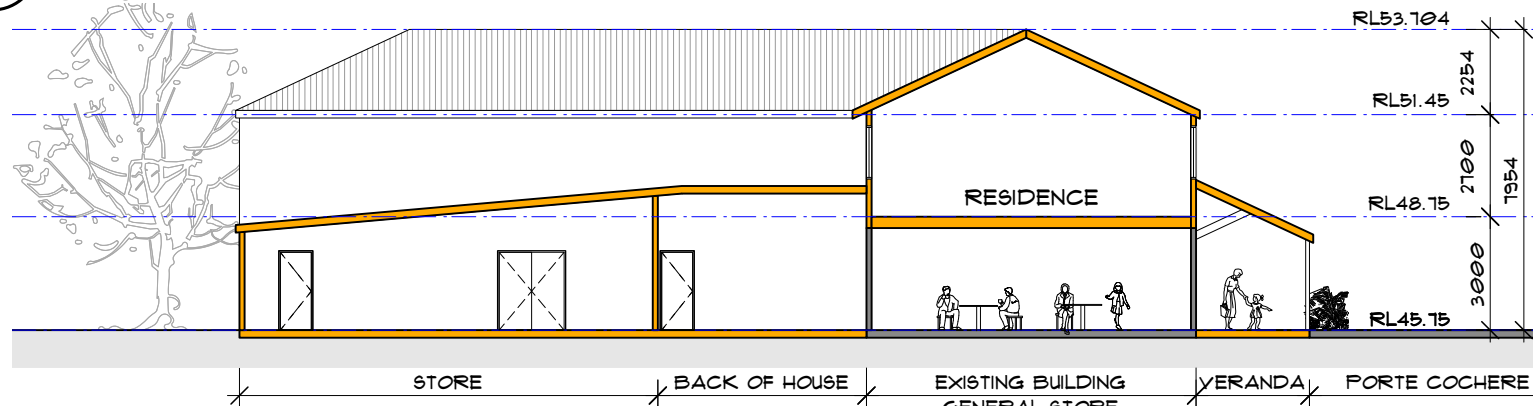 RL53.704
2254
RL51.45
2700
7954
RESIDENCE
RL48.75
3000
RL45.75
STORE
BACK OF HOUSE
EXISTING BUILDING
GENERAL STORE
VERANDA
PORTE COCHERE